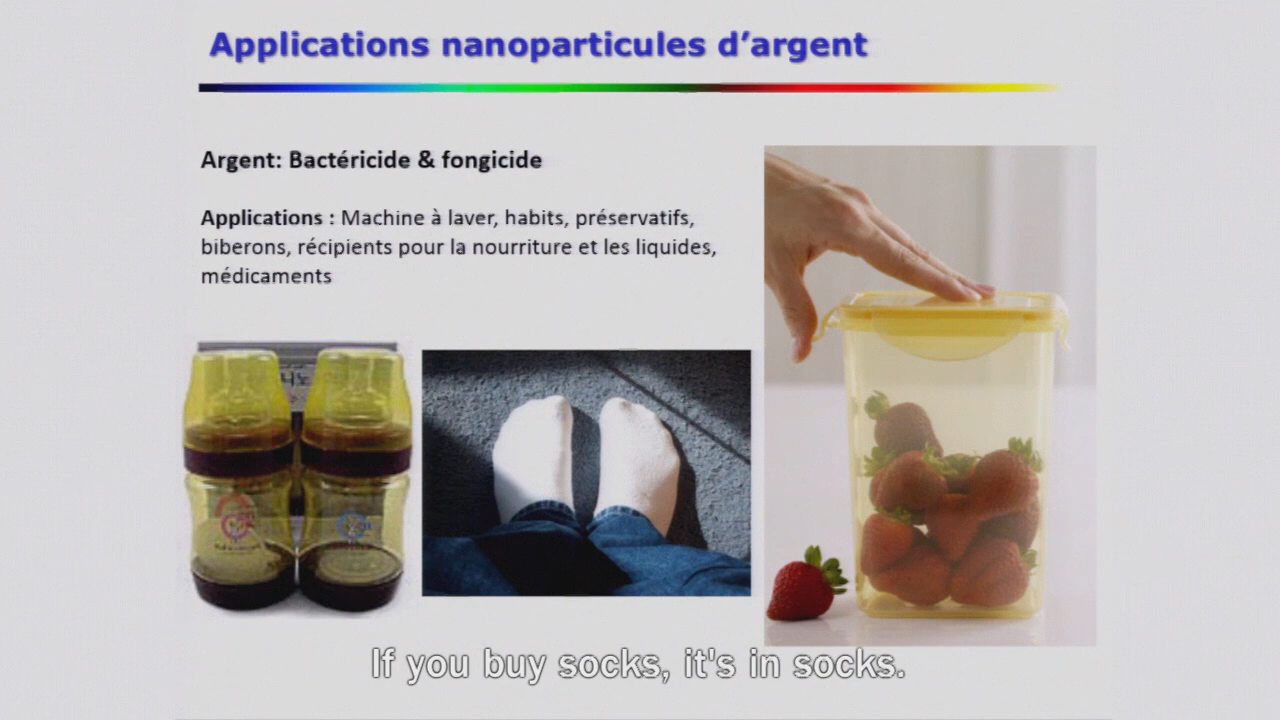 Applications nanoparticules d’argent
Argent: Bactéricide & fongicide
Applications : Machine à laver, habits, préservatifs,
biberons, récipients pour la nourriture et les liquides,
médicaments
If you buy socks, it's in socks.